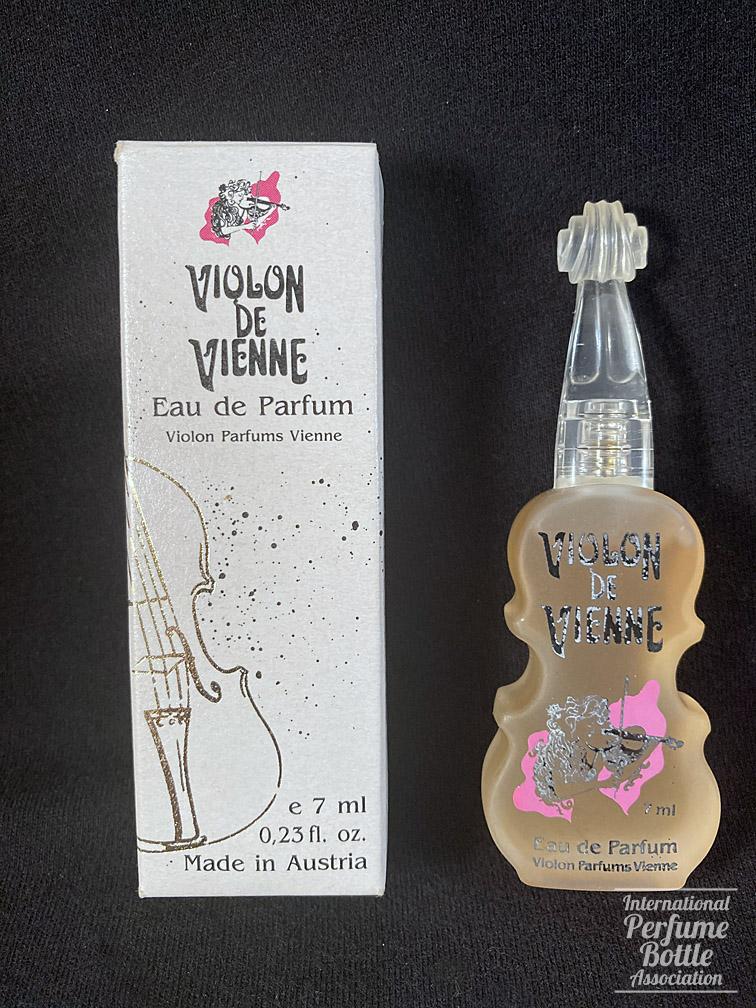 VIOLON
DE
VIENNE
Eau de Parfum
Violon Parfums Vienne
e 7 ml
0,23 fl. oz.
Made in Austria
VIOLON
DE
VIENNE
7 ml
Eau de Parfum
Violon Parfums Vienne
International
Perfume
Bottle
Association